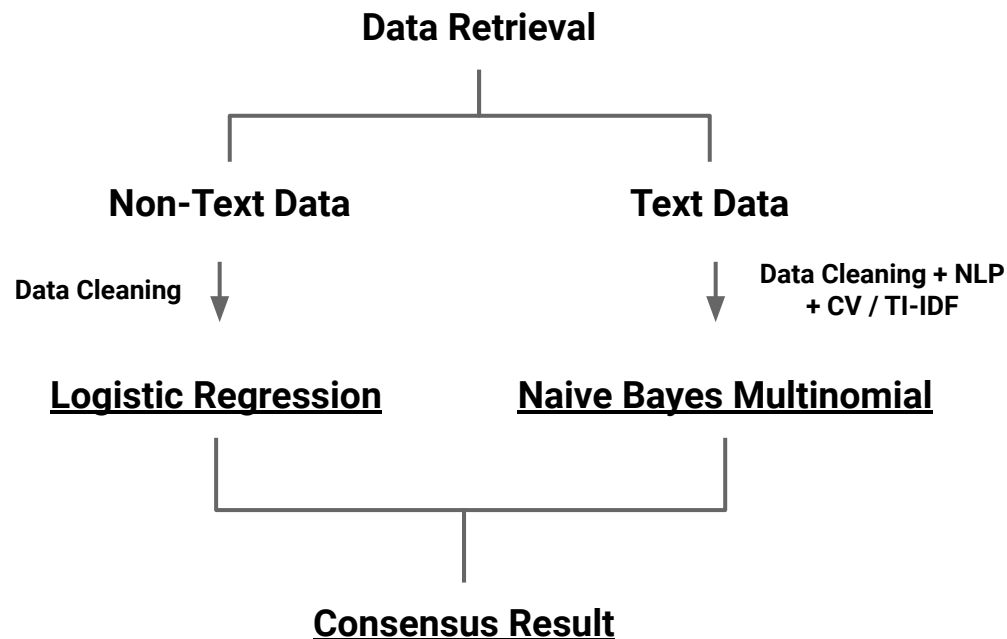 Data Retrieval
Non-Text Data
Text Data
Data Cleaning
Data Cleaning + NLP
+ CV / TI-IDF
Logistic Regression
Naive Bayes Multinomial
Consensus Result